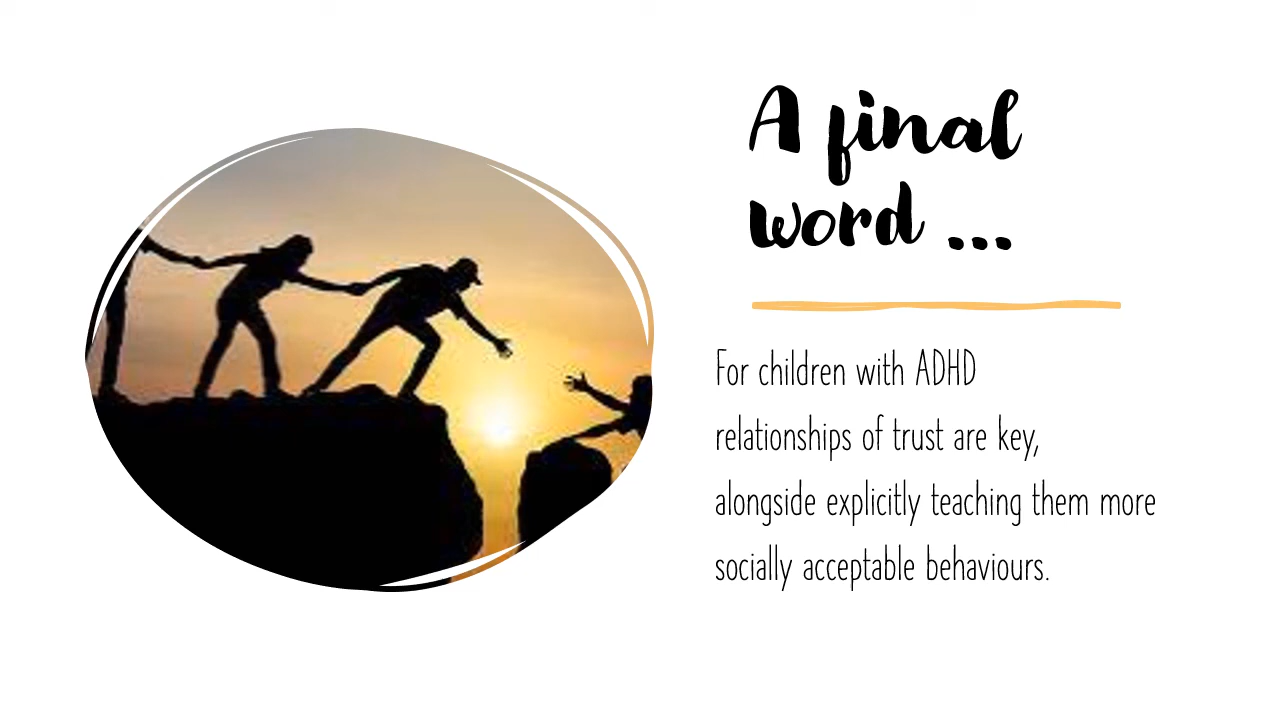 A final
word ...
For children with ADHD
relationships of trust are key,
alongside explicitly teaching them more
socially acceptable behaviours.